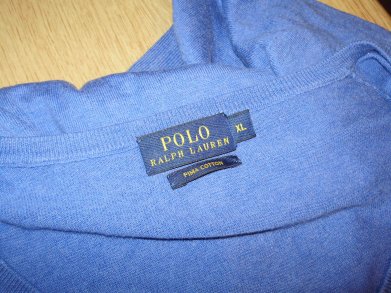 POLO
RALPH LAUREN
XL
PIMA COTTON